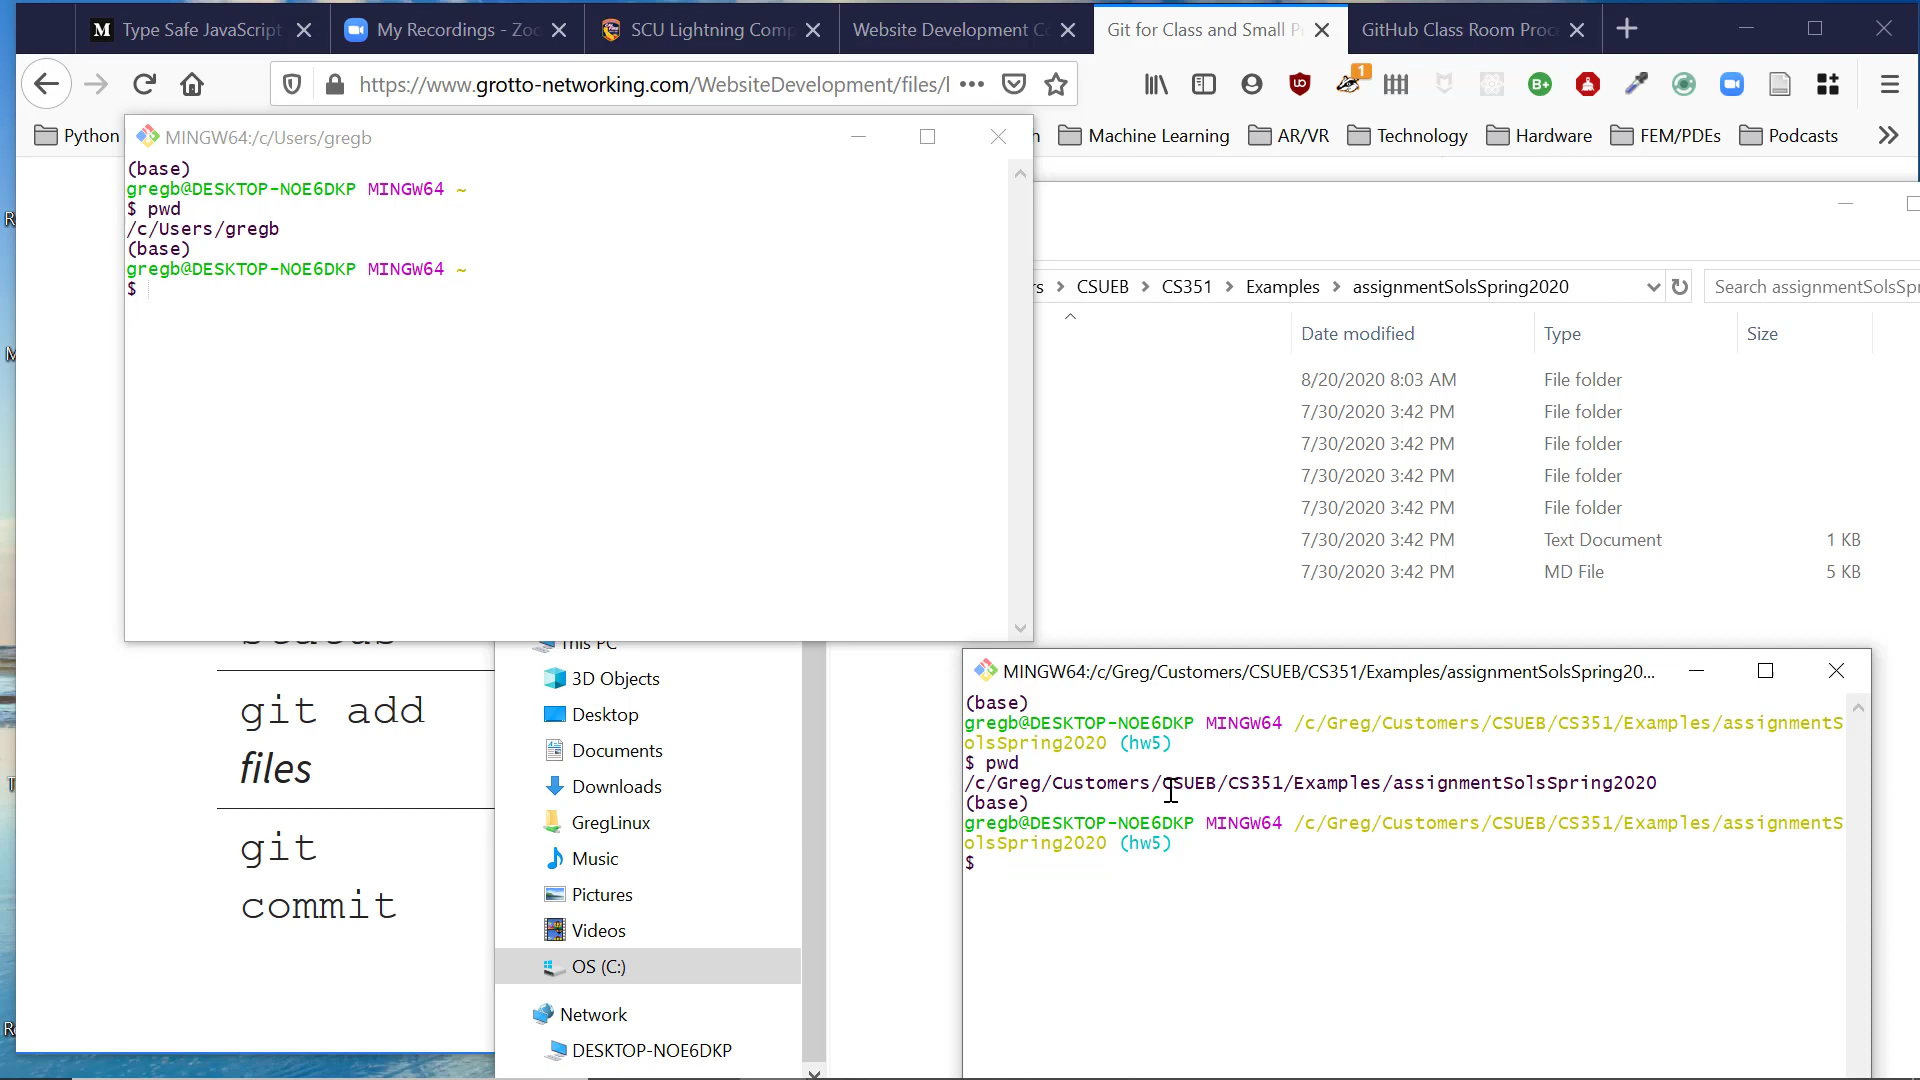 Type Safe JavaScript
My Recordings - Zoo
SCU Lightning Comp
Website Development Co
Git for Class and Small P
GitHub Class Room Proc
https://www.grotto-networking.com/WebsiteDevelopment/files/l
1
B+
Python
Machine Learning
AR/VR
Technology
Hardware
FEM/PDEs
Podcasts
MINGW64:/c/Users/gregb
(base)
gregb@DESKTOP-NOE6DKP MINGW64 ~
$ pwd
/c/Users/gregb
(base)
gregb@DESKTOP-NOE6DKP MINGW64 ~
$
rs > CSUEB > CS351 > Examples > assignmentSolsSpring2020
Search assignmentSolsSpr
Date modified Type Size
8/20/2020 8:03 AM File folder
7/30/2020 3:42 PM File folder
7/30/2020 3:42 PM File folder
7/30/2020 3:42 PM File folder
7/30/2020 3:42 PM File folder
7/30/2020 3:42 PM Text Document 1 KB
7/30/2020 3:42 PM MD File 5 KB
git add
files
git
commit
This PC
3D Objects
Desktop
Documents
Downloads
GregLinux
Music
Pictures
Videos
OS (C:)
Network
DESKTOP-NOE6DKP
MINGW64:/c/Greg/Customers/CSUEB/CS351/Examples/assignmentSolsSpring20...
(base)
gregb@DESKTOP-NOE6DKP MINGW64 /c/Greg/Customers/CSUEB/CS351/Examples/assignmentS
olsSpring2020 (hw5)
$ pwd
/c/Greg/Customers/CSUEB/CS351/Examples/assignmentSolsSpring2020
(base)
gregb@DESKTOP-NOE6DKP MINGW64 /c/Greg/Customers/CSUEB/CS351/Examples/assignmentS
olsSpring2020 (hw5)
$